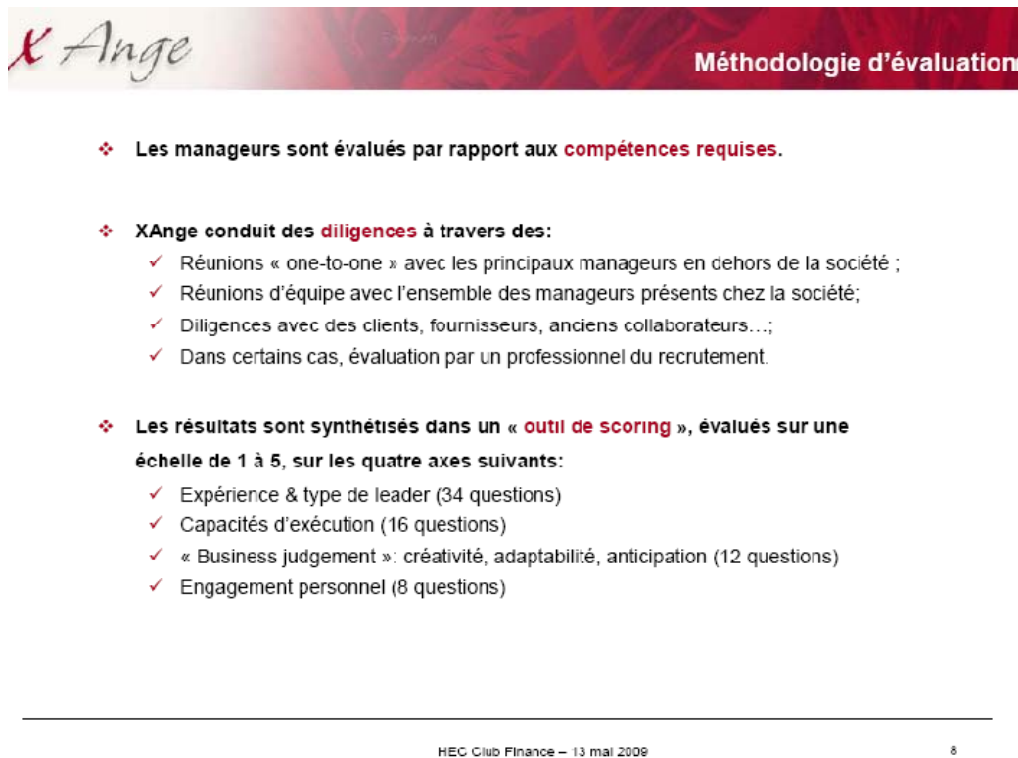 X Ange
Méthodologie d'évaluation
Les manageurs sont évalués par rapport aux compétences requises.
XAnge conduit des diligences à travers des:
Réunions « one-to-one » avec les principaux manageurs en dehors de la société ;
Réunions d'équipe avec l'ensemble des manageurs présents chez la société;
Diligences avec des clients, fournisseurs, anciens collaborateurs…;
Dans certains cas, évaluation par un professionnel du recrutement.
Les résultats sont synthétisés dans un « outil de scoring », évalués sur une
échelle de 1 à 5, sur les quatre axes suivants:
Expérience & type de leader (34 questions)
Capacités d'exécution (16 questions)
« Business judgement »: créativité, adaptabilité, anticipation (12 questions)
Engagement personnel (8 questions)
HEC Club Finance – 13 mai 2009
8